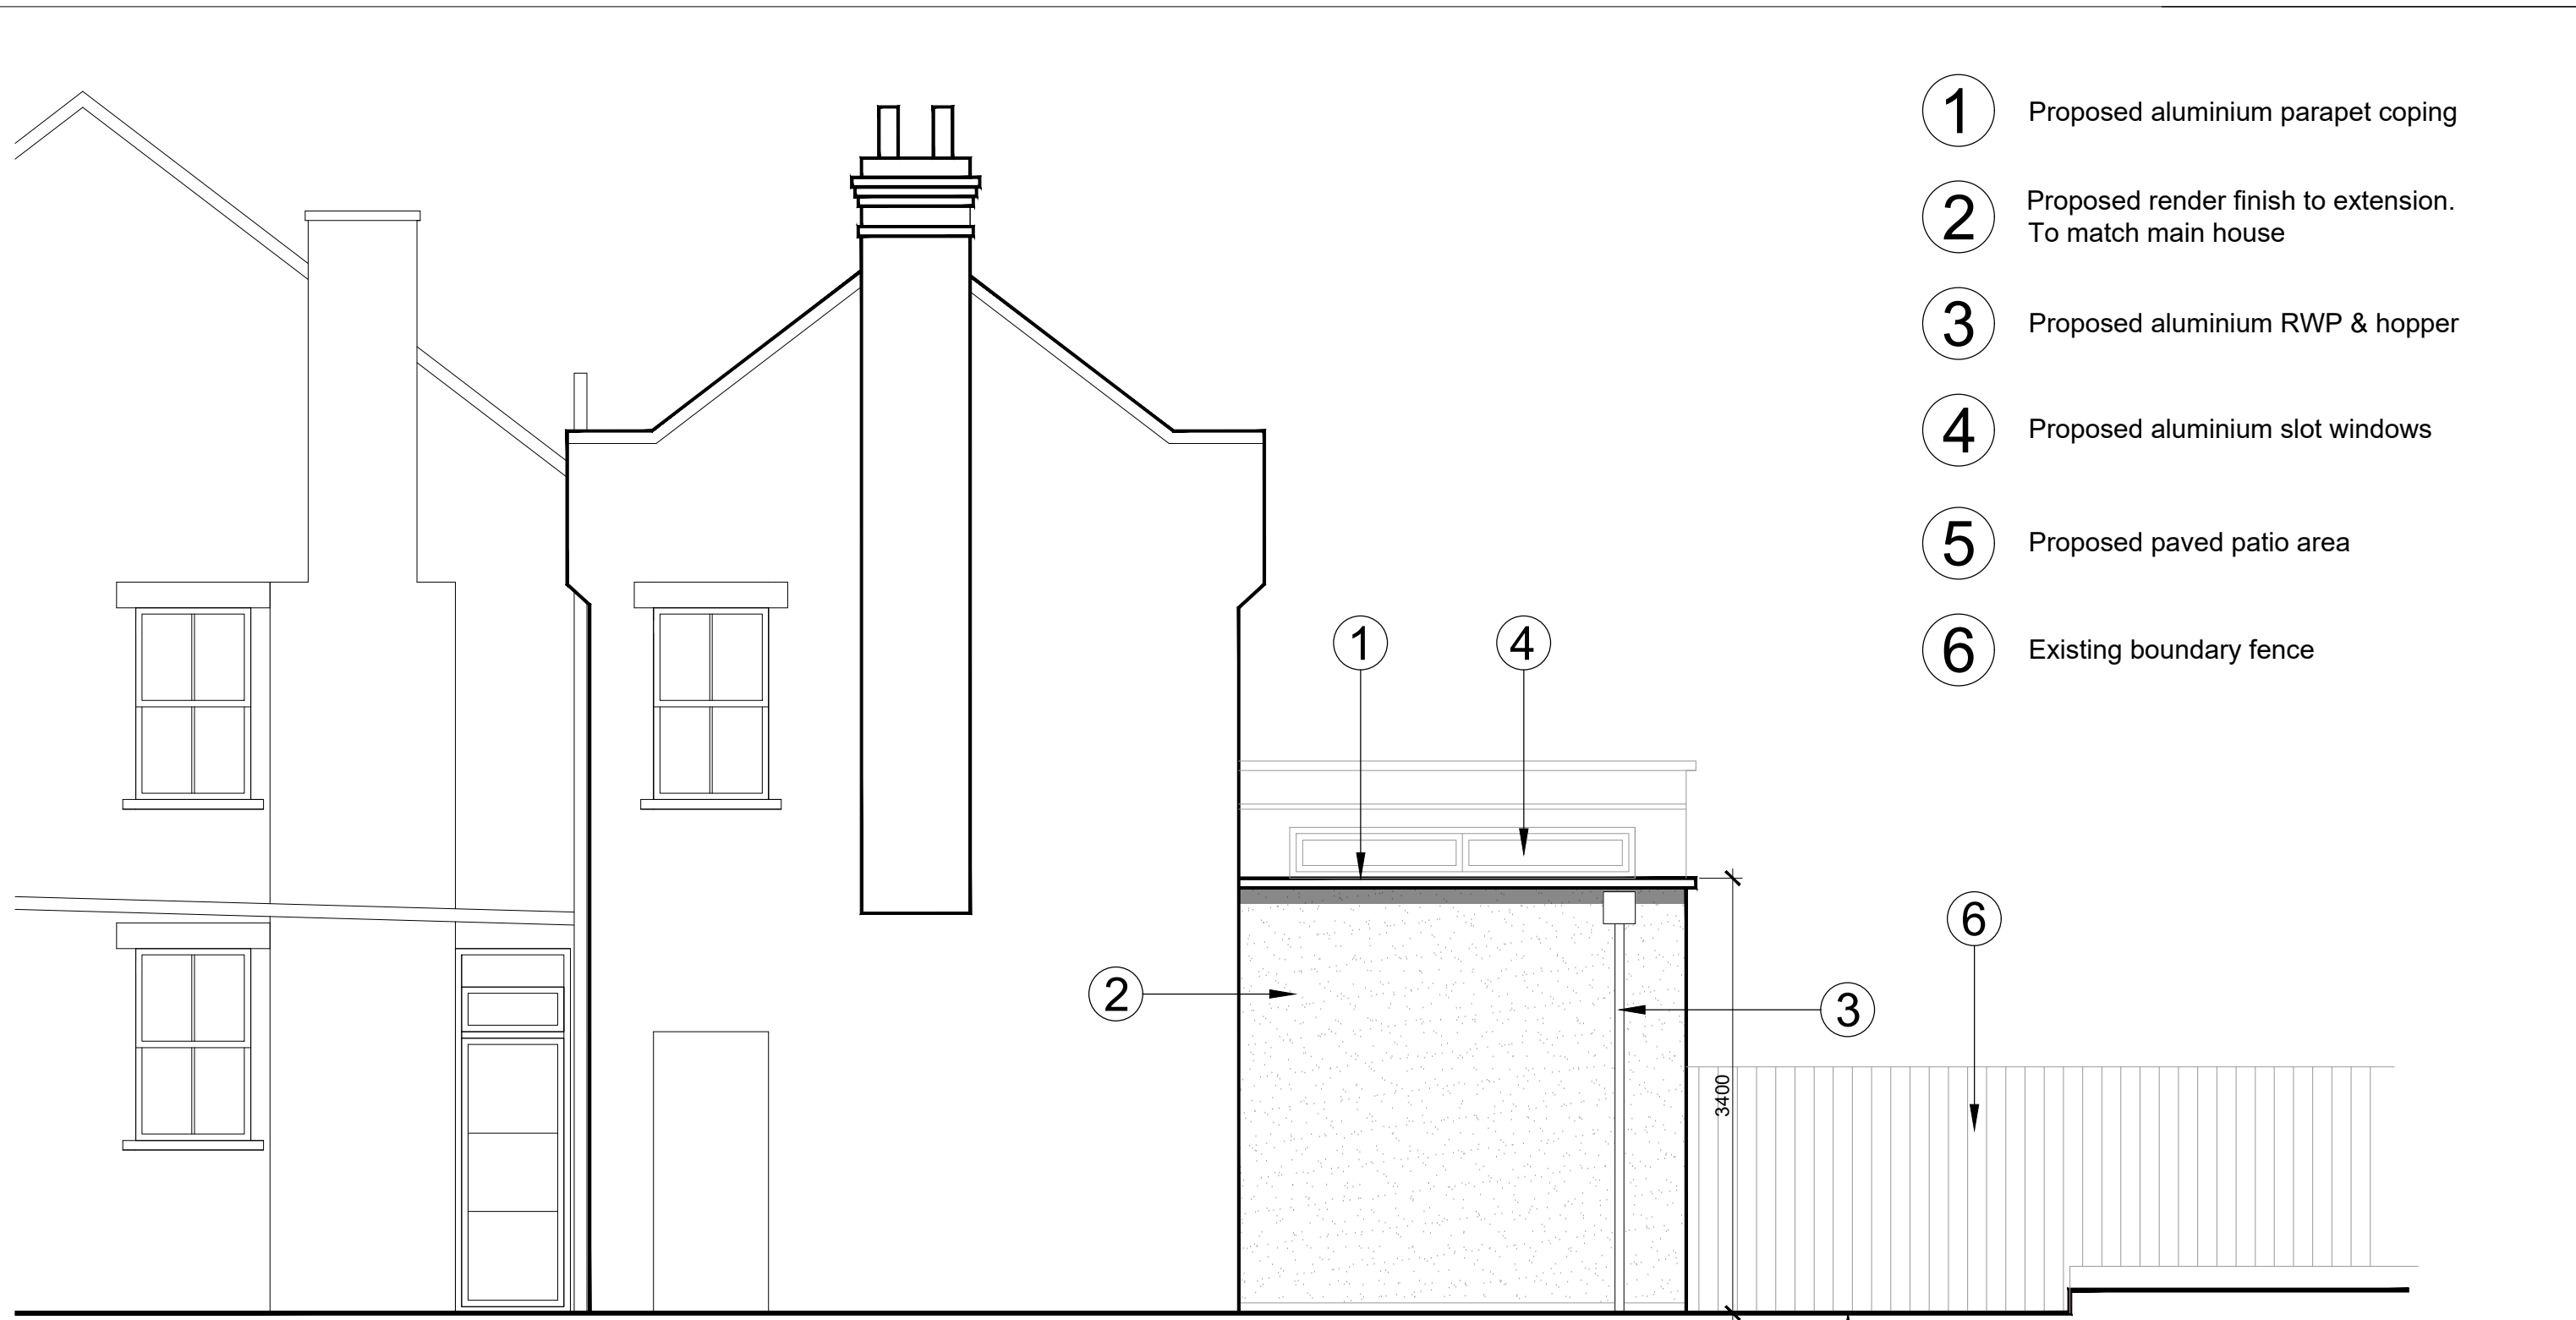 1 Proposed aluminium parapet coping
2 Proposed render finish to extension.
To match main house
3 Proposed aluminium RWP & hopper
4 Proposed aluminium slot windows
5 Proposed paved patio area
6 Existing boundary fence
1
4
6
2
3
3400